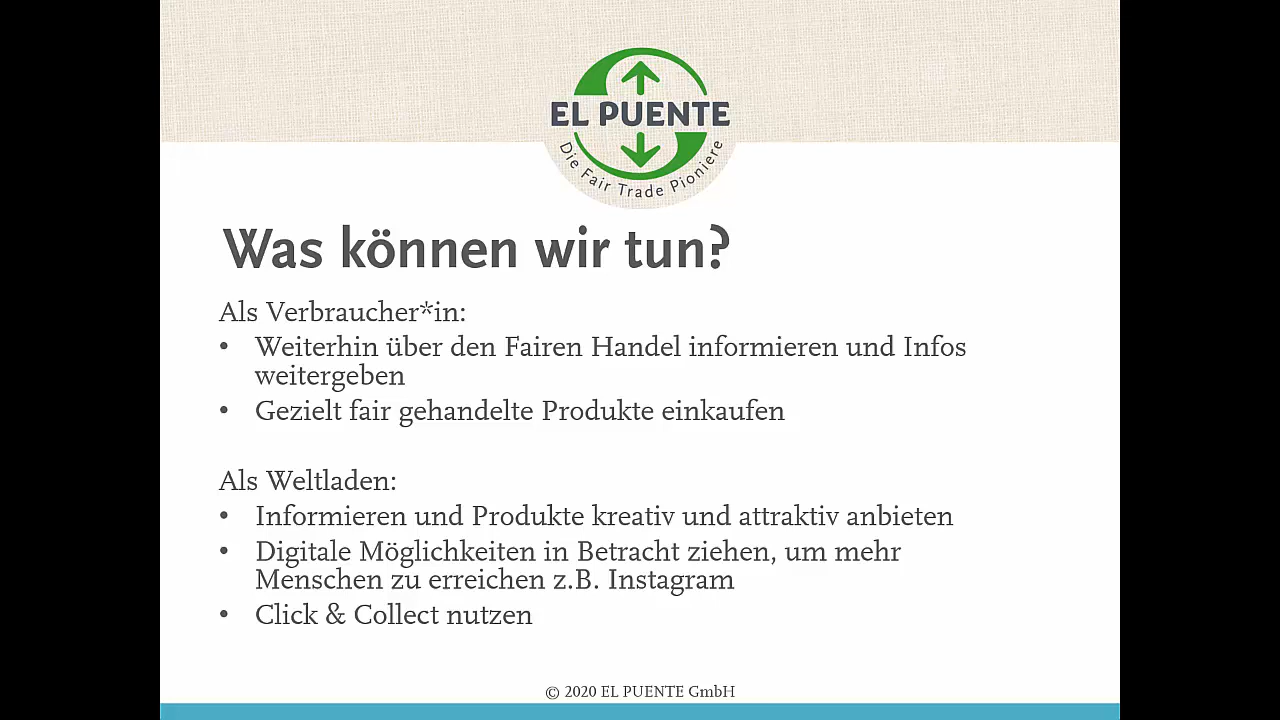 EL PUENTE
Die Fair Trade Pioniere
Was können wir tun?
Als Verbraucher*in:
• Weiterhin über den Fairen Handel informieren und Infos
weitergeben
• Gezielt fair gehandelte Produkte einkaufen
Als Weltladen:
• Informieren und Produkte kreativ und attraktiv anbieten
• Digitale Möglichkeiten in Betracht ziehen, um mehr
Menschen zu erreichen z.B. Instagram
• Click & Collect nutzen
© 2020 EL PUENTE GmbH